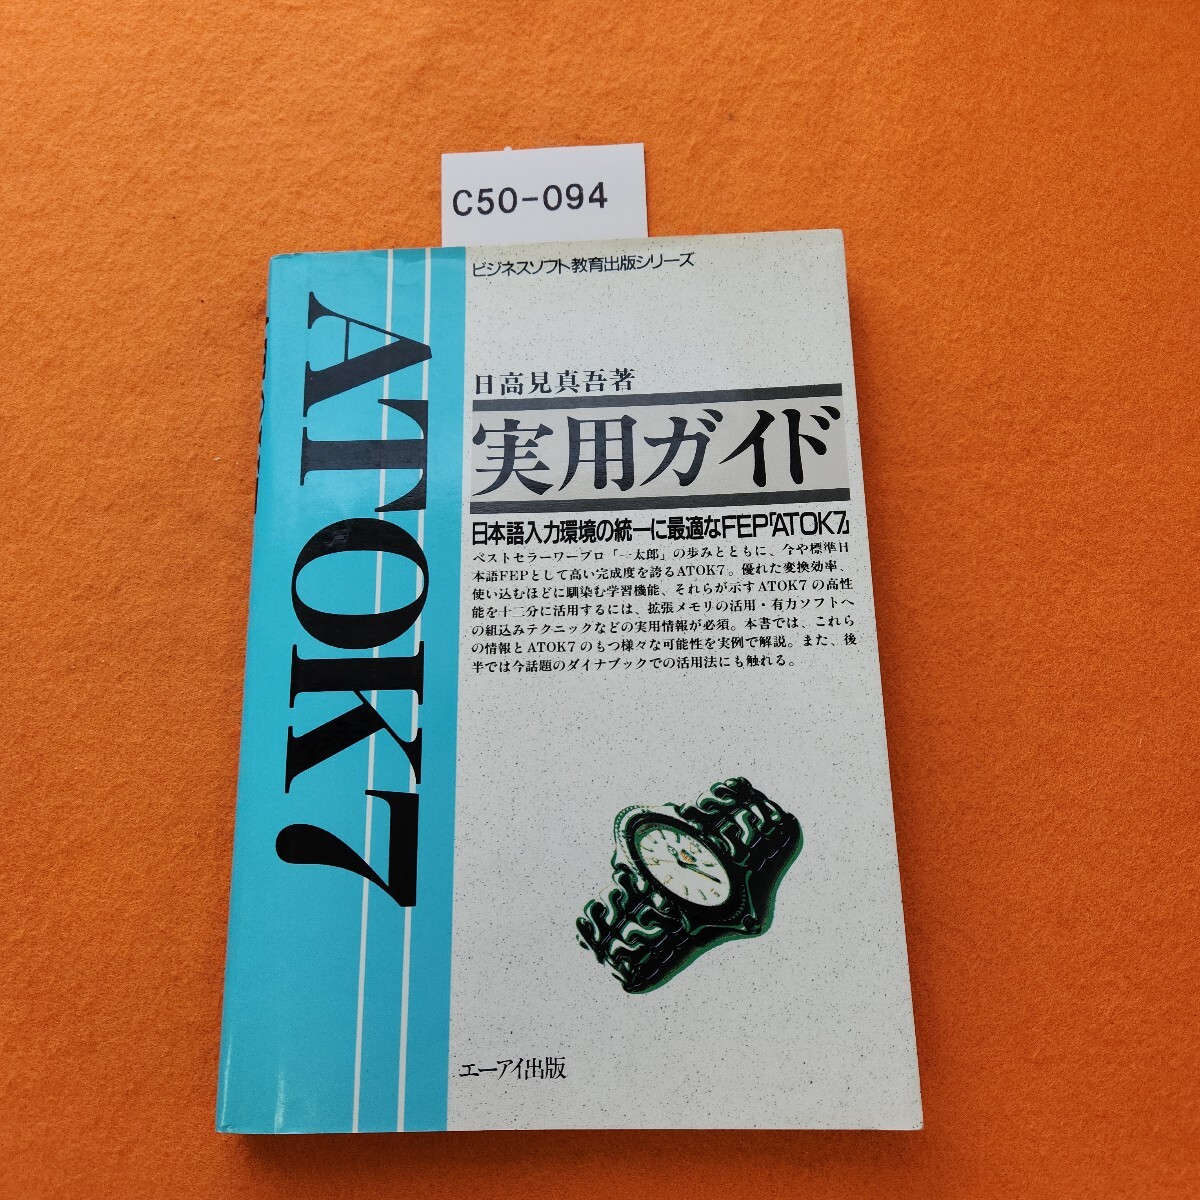 C50-094
ビジネスソフト教育出版シリーズ
ATOK7
日高見真吾著
実用ガイド
日本語入力環境の統一に最適なFEP「ATOK7」
ベストセラーワープロ「一太郎」の歩みとともに、今や標準日
本語FEPとして高い完成度を誇るATOK7。優れた変換効率、
使い込むほどに馴染む学習機能、それらが示すATOK7の高性
能を十二分に活用するには、拡張メモリの活用・有力ソフトへ
の組込みテクニックなどの実用情報が必須。本書では、これら
の情報とATOK7のもつ様々な可能性を実例で解説。また、後
半では今話題のダイナブックでの活用法にも触れる。
エーアイ出版